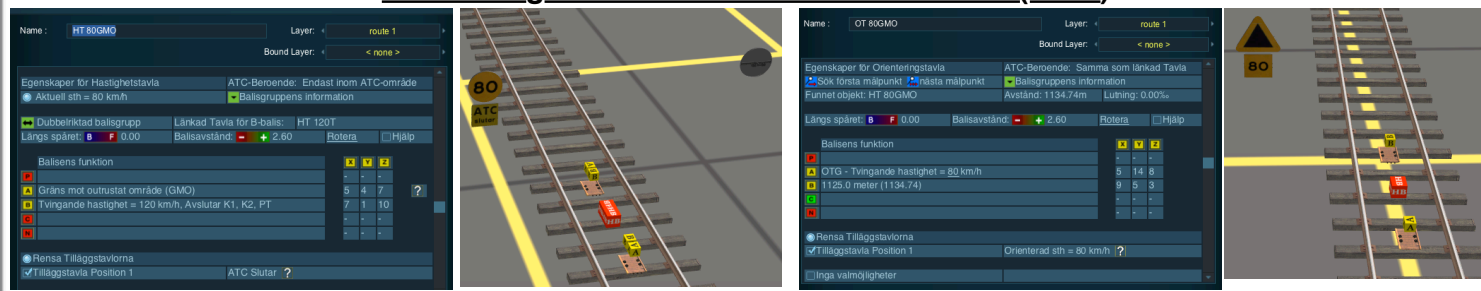 Name : HT 80GMO Layer: route 1
Bound Layer: < none >
Egenskaper för Hastighetstavla ATC-Beroende: Endast inom ATC-område
Aktuell sth = 80 km/h Balisgruppens information
Dubbelriktad balisgrupp Länkad Tavla för B-balis: HT 120T
Längs spåret: B F 0.00 Balisavstånd: - + 2.60 Rotera Hjälp
Balisens funktion X Y Z
P - - -
A Gräns mot outrustat område (GMO) 5 4 7 ?
B Tvingande hastighet = 120 km/h, Avslutar K1, K2, PT 7 1 10
C - - -
N - - -
Rensa Tilläggstavlorna
Tilläggstavla Position 1 ATC Slutar ?
80
ATC
slutar
Name : OT 80GMO Layer: route 1
Bound Layer: < none >
Egenskaper för Orienteringstavla ATC-Beroende: Samma som länkad Tavla
Sök första målpunkt nästa målpunkt Balisgruppens information
Funnet objekt: HT 80GMO Avstånd: 1134.74m Lutning: 0.00‰
Längs spåret: B F 0.00 Balisavstånd: - + 2.60 Rotera Hjälp
Balisens funktion X Y Z
P - - -
A OTG - Tvingande hastighet = 80 km/h 5 14 8
B 1125.0 meter (1134.74) 9 5 3
C - - -
N - - -
Rensa Tilläggstavlorna
Tilläggstavla Position 1 Orienterad sth = 80 km/h ?
Inga valmöjligheter
80
B
HB
A